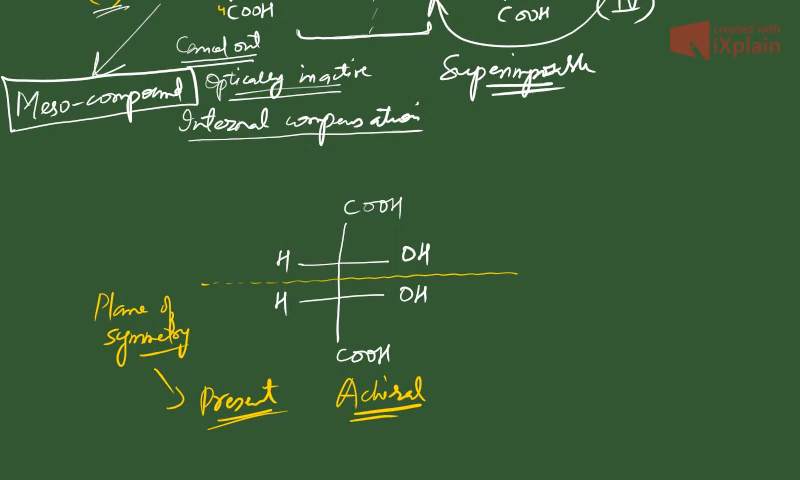 4COOH
COOH (IV)
created with
iXplain
Cancel out
Superimposable
Optically inactive
Meso-compound
Internal compensation
COOH
H OH
H OH
Plane of
symmetry
COOH
Present
Achiral